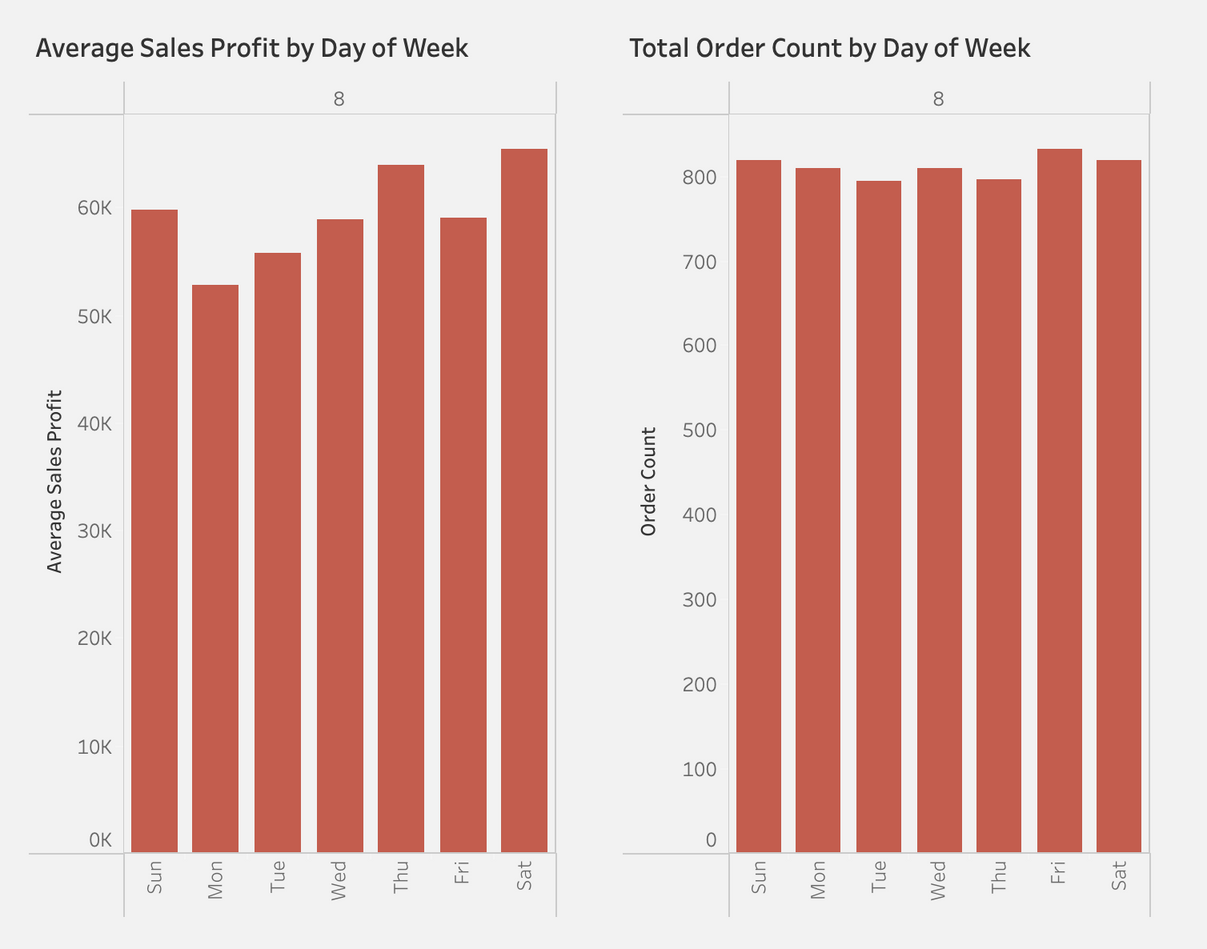 Average Sales Profit by Day of Week
8
60K
50K
40K
30K
20K
10K
0K
Average Sales Profit
Sun
Mon
Tue
Wed
Thu
Fri
Sat
Total Order Count by Day of Week
8
800
700
600
500
400
300
200
100
0
Order Count
Sun
Mon
Tue
Wed
Thu
Fri
Sat